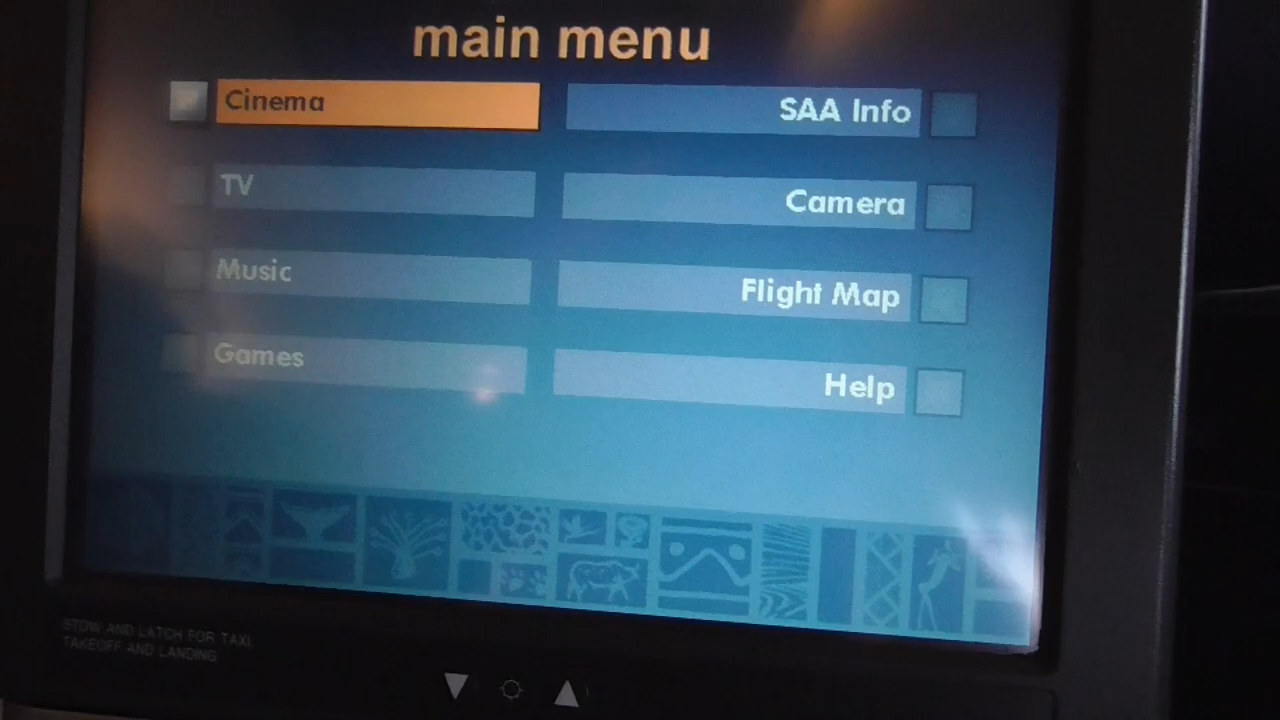 main menu
Cinema
SAA Info
TV
Camera
Music
Flight Map
Games
Help
STOW AND LATCH FOR TAXI,
TAKEOFF AND LANDING